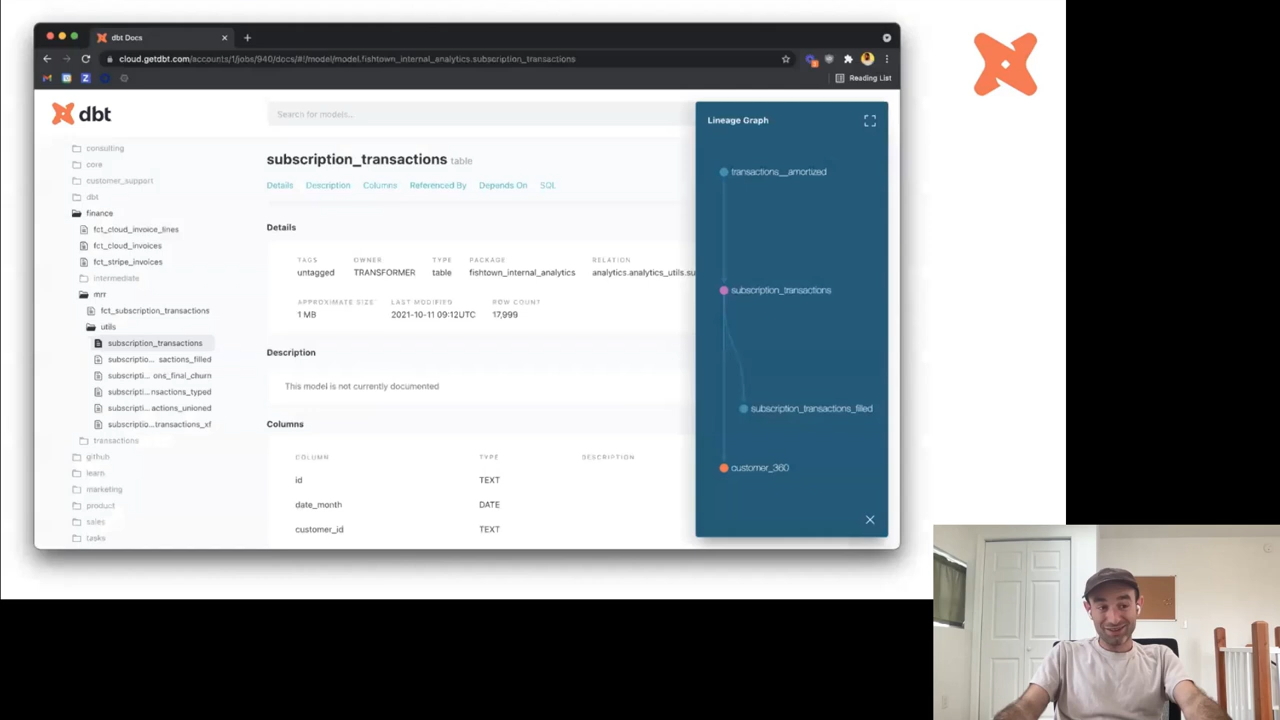 dbt Docs
cloud.getdbt.com/accounts/1/jobs/940/docs/#!/model/model.fishtown_internal_analytics.subscription_transactions
Reading List
dbt
Search for models...
consulting
core
customer_support
dbt
finance
fct_cloud_invoice_lines
fct_cloud_invoices
fct_stripe_invoices
intermediate
mrr
fct_subscription_transactions
utils
subscription_transactions
subscriptio... sactions_filled
subscripti... ons_final_churn
subscripti... nsactions_typed
subscripti... actions_unioned
subscript...transactions_xf
transactions
github
learn
marketing
product
sales
tasks
subscription_transactions table
Details Description Columns Referenced By Depends On SQL
Details
TAGS OWNER TYPE PACKAGE RELATION
untagged TRANSFORMER table fishtown_internal_analytics analytics.analytics_utils.su
APPROXIMATE SIZE LAST MODIFIED ROW COUNT
1 MB 2021-10-11 09:12UTC 17,999
Description
This model is not currently documented
Columns
COLUMN TYPE DESCRIPTION
id TEXT
date_month DATE
customer_id TEXT
Lineage Graph
transactions__amortized
subscription_transactions
subscription_transactions_filled
customer_360